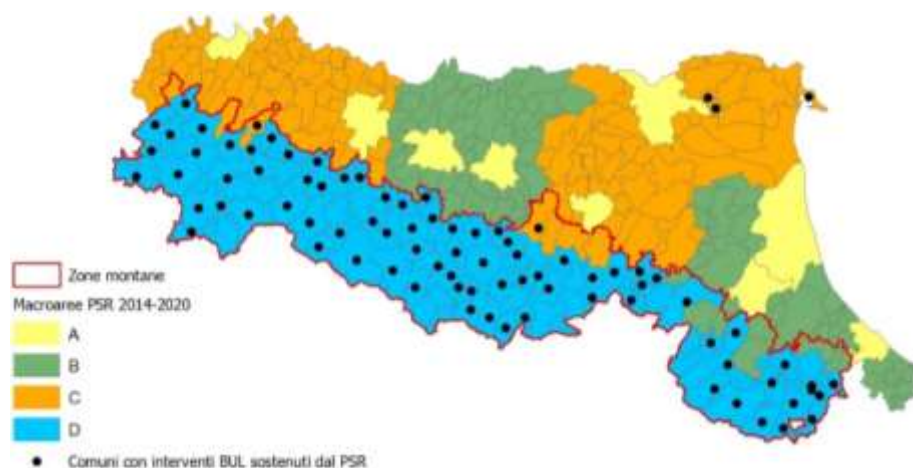 Zone montane
Macroaree PSR 2014-2020
A
B
C
D
Comuni con interventi BUL sostenuti dal PSR